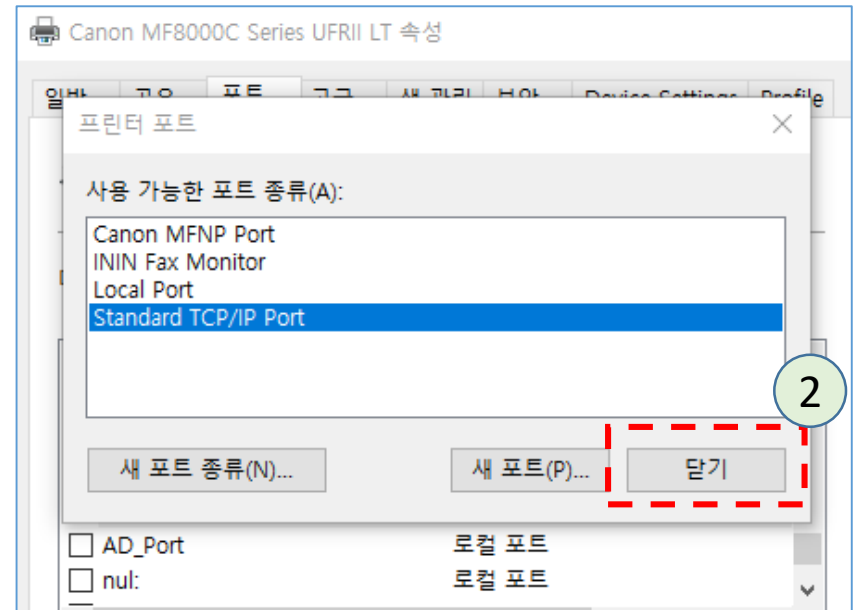 Canon MF8000C Series UFRII LT 속성
포트
프린터 포트
사용 가능한 포트 종류(A):
Canon MFNP Port
ININ Fax Monitor
Local Port
Standard TCP/IP Port
2
새 포트 종류(N)... 새 포트(P)... 닫기
AD_Port 로컬 포트
nul: 로컬 포트